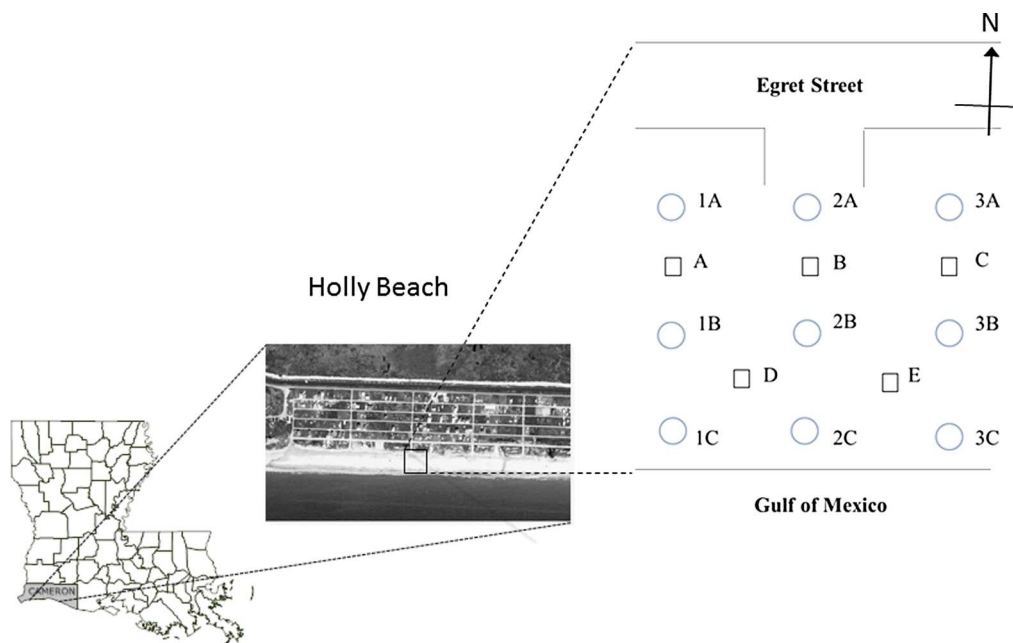 N
Egret Street
1A
2A
3A
A
B
C
Holly Beach
1B
2B
3B
D
E
1C
2C
3C
Gulf of Mexico
CAMERON